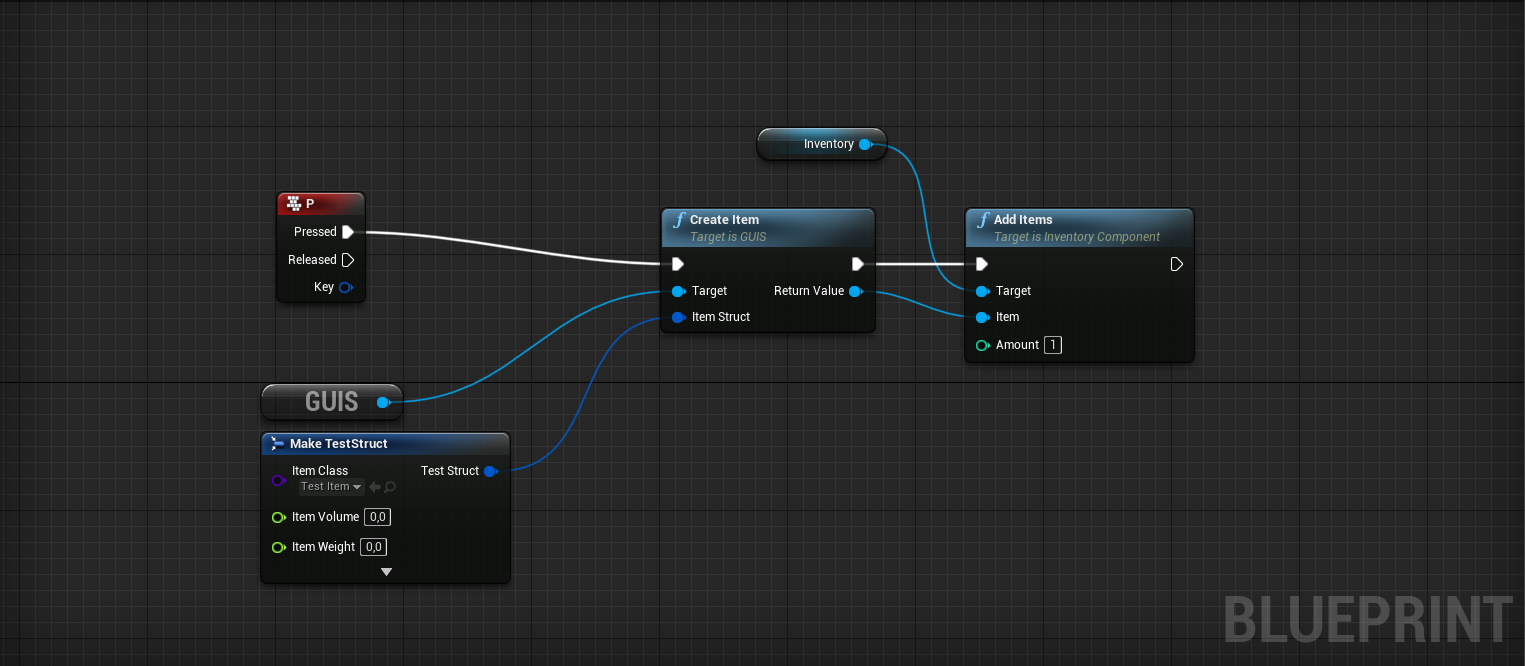 Inventory
P
Pressed
Released
Key
f Create Item
Target is GUIS
Target
Return Value
Item Struct
f Add Items
Target is Inventory Component
Target
Item
Amount 1
GUIS
Make TestStruct
Item Class
Test Struct
Test Item
Item Volume 0,0
Item Weight 0,0
BLUEPRINT